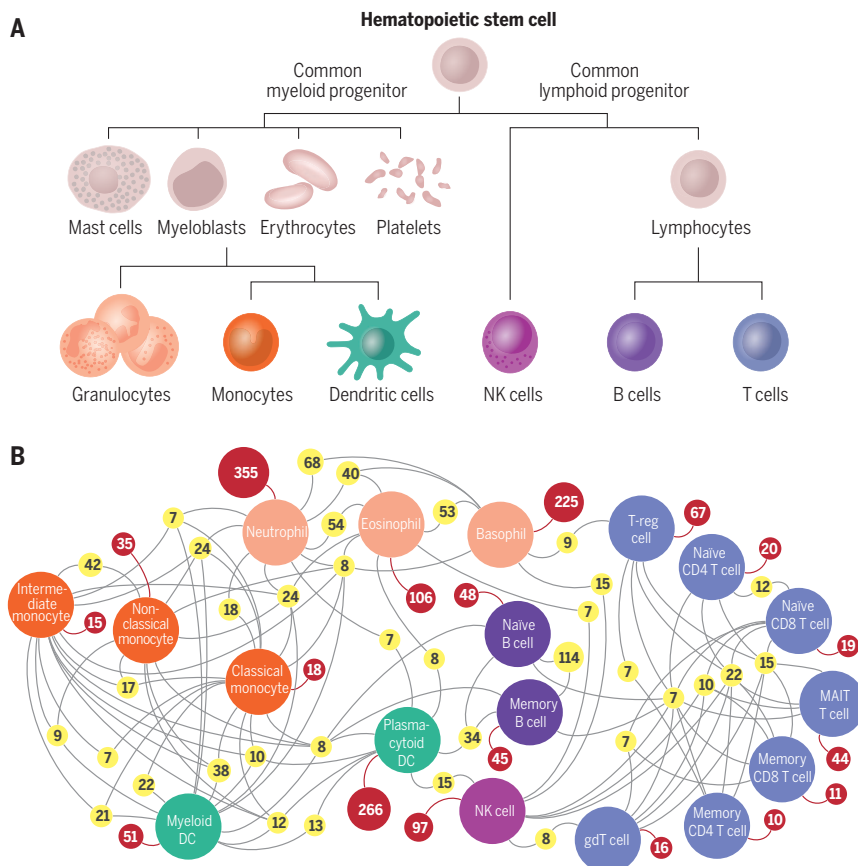 A
Hematopoietic stem cell
Common
myeloid progenitor
Common
lymphoid progenitor
Mast cells
Myeloblasts
Erythrocytes
Platelets
Lymphocytes
Granulocytes
Monocytes
Dendritic cells
NK cells
B cells
T cells
B
355
68
40
225
7
Neutrophil
54
Eosinophil
53
Basophil
9
T-reg
cell
67
35
24
42
8
Naïve
CD4 T cell
20
12
Interme-
diate
monocyte
15
Non-
classical
monocyte
18
24
106
48
15
7
Naïve
B cell
114
Naïve
CD8 T cell
19
17
Classical
monocyte
18
7
8
7
7
10
22
15
MAIT
T cell
44
9
7
38
10
8
Plasma-
cytoid
DC
34
Memory
B cell
45
7
Memory
CD8 T cell
11
22
21
51
Myeloid
DC
12
13
266
15
97
NK cell
8
gdT cell
16
Memory
CD4 T cell
10